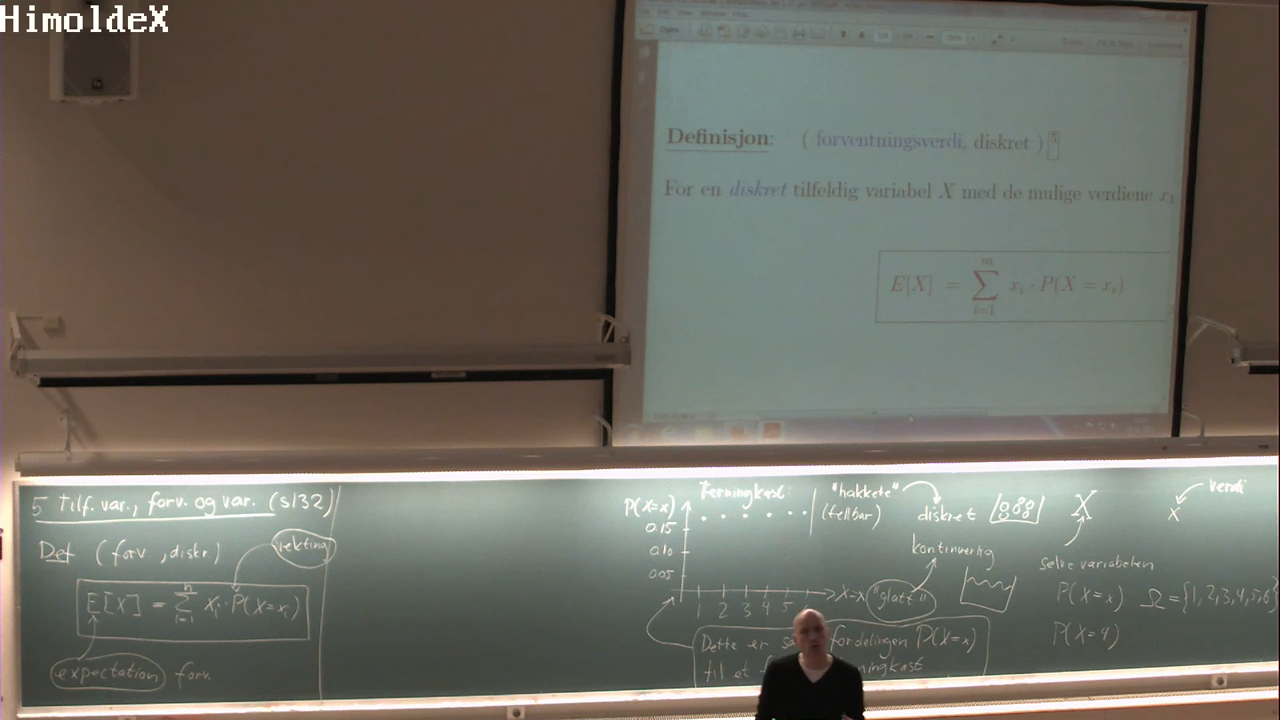 HimoldeX
Definisjon: ( forventningsverdi, diskret )
For en diskret tilfeldig variabel X med de mulige verdiene x₁
E[X] = ∑ᵢ₌₁ᵐ xᵢ · P(X = xᵢ)
5 Tilf. var., forv. og var. (s132)
Def (forv, diskr)
vekting
E[X] = ∑ᵢ₌₁ⁿ xᵢ · P(X=xᵢ)
expectation forv.
P(X=x)
Terningkast:
0.15
0.10
0.05
1 2 3 4 5
X=x
"hakkete"
(tellbar)
diskret
kontinuerlig
"glatt"
X
selve variabelen
x
verdi
P(X=x) Ω={1,2,3,4,5,6}
P(X=4)
Dette er fordelingen P(X=x)
til et